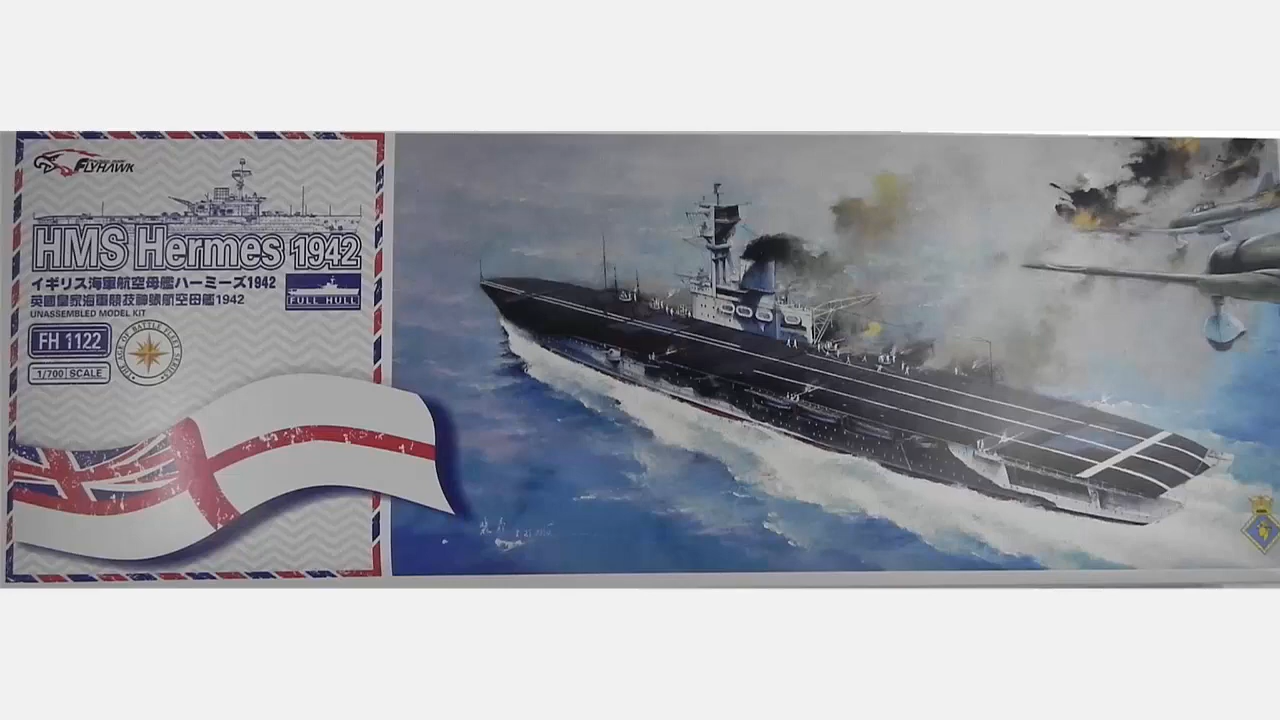 FLYHAWK
HMS Hermes 1942
イギリス海軍航空母艦ハーミーズ1942
英國皇家海軍競技神號航空母艦1942
FULL HULL
UNASSEMBLED MODEL KIT
FH 1122
1/700 SCALE